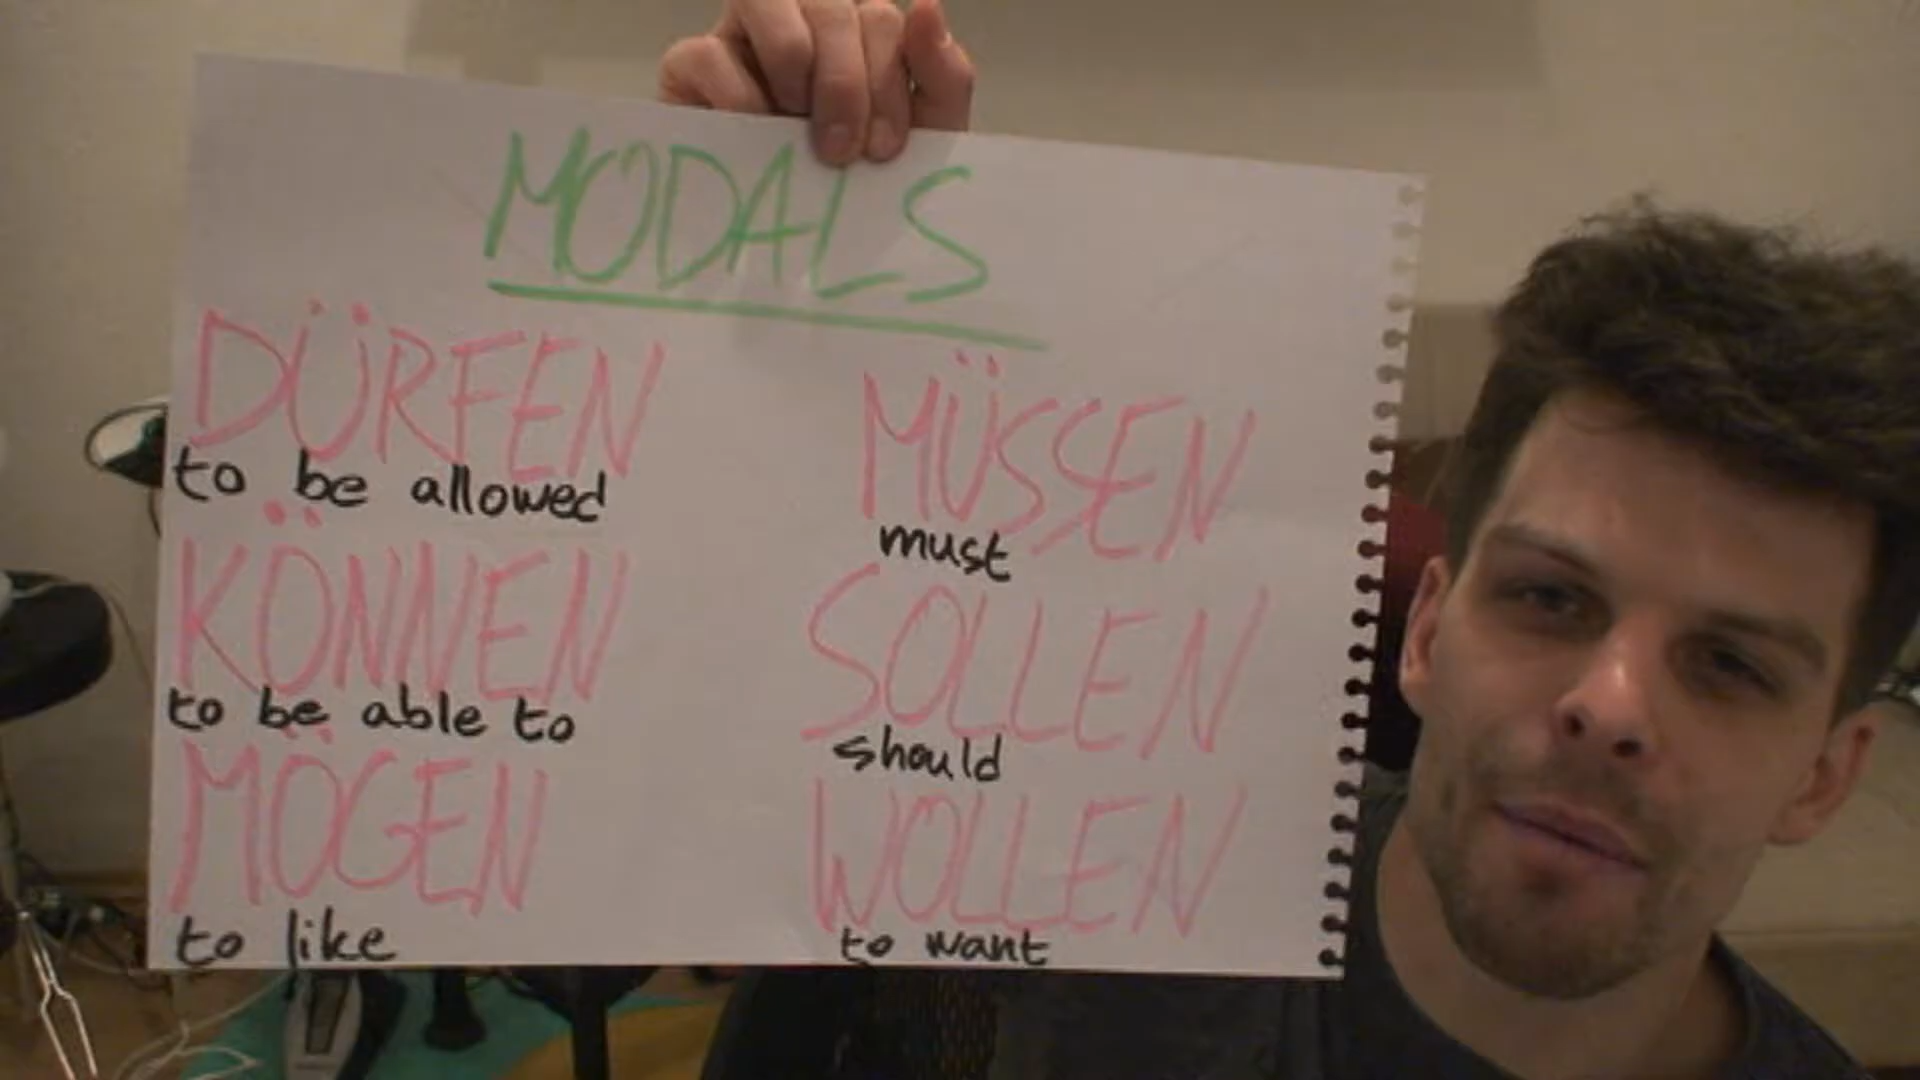 MODALS
DÜRFEN
to be allowed
KÖNNEN
to be able to
MÖGEN
to like
MÜSSEN
must
SOLLEN
should
WOLLEN
to want